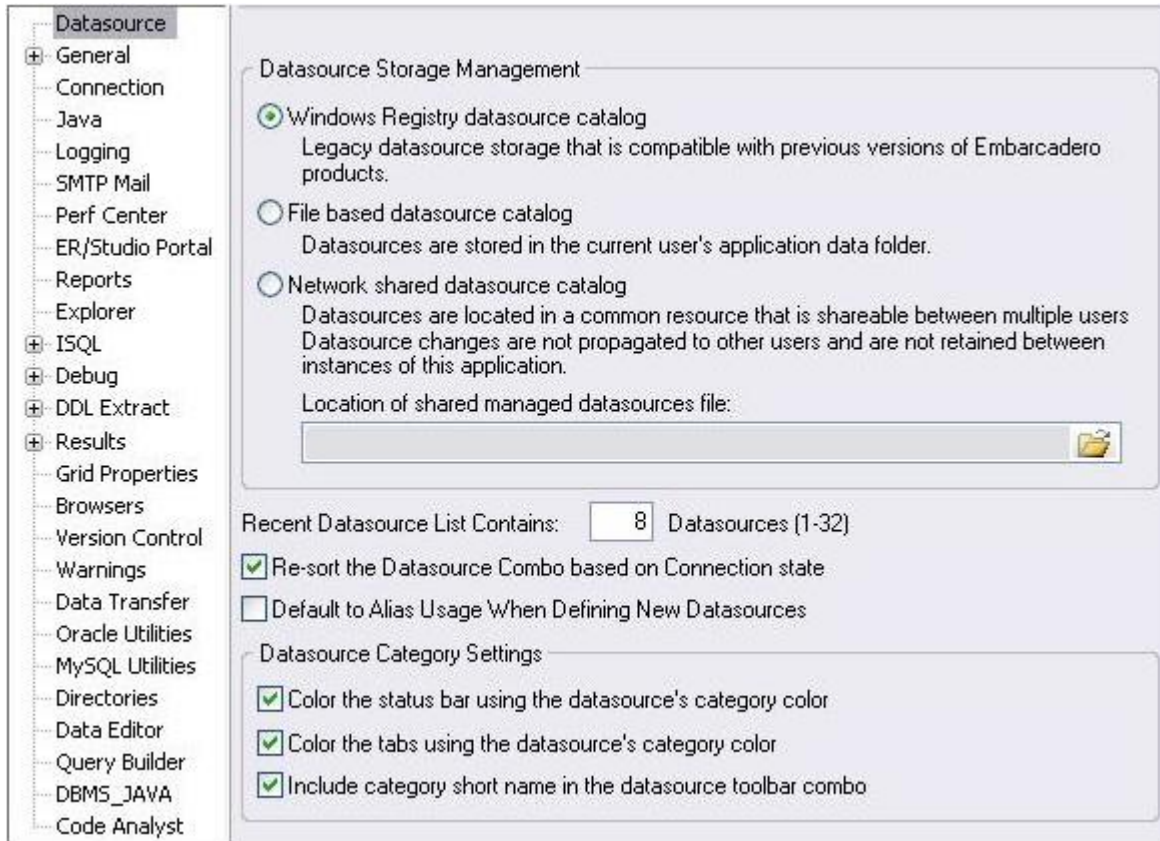 Datasource
General
Connection
Java
Logging
SMTP Mail
Perf Center
ER/Studio Portal
Reports
Explorer
ISQL
Debug
DDL Extract
Results
Grid Properties
Browsers
Version Control
Warnings
Data Transfer
Oracle Utilities
MySQL Utilities
Directories
Data Editor
Query Builder
DBMS_JAVA
Code Analyst
Datasource Storage Management
Windows Registry datasource catalog
Legacy datasource storage that is compatible with previous versions of Embarcadero
products.
File based datasource catalog
Datasources are stored in the current user's application data folder.
Network shared datasource catalog
Datasources are located in a common resource that is shareable between multiple users
Datasource changes are not propagated to other users and are not retained between
instances of this application.
Location of shared managed datasources file:
Recent Datasource List Contains: 8 Datasources (1-32)
Re-sort the Datasource Combo based on Connection state
Default to Alias Usage When Defining New Datasources
Datasource Category Settings
Color the status bar using the datasource's category color
Color the tabs using the datasource's category color
Include category short name in the datasource toolbar combo